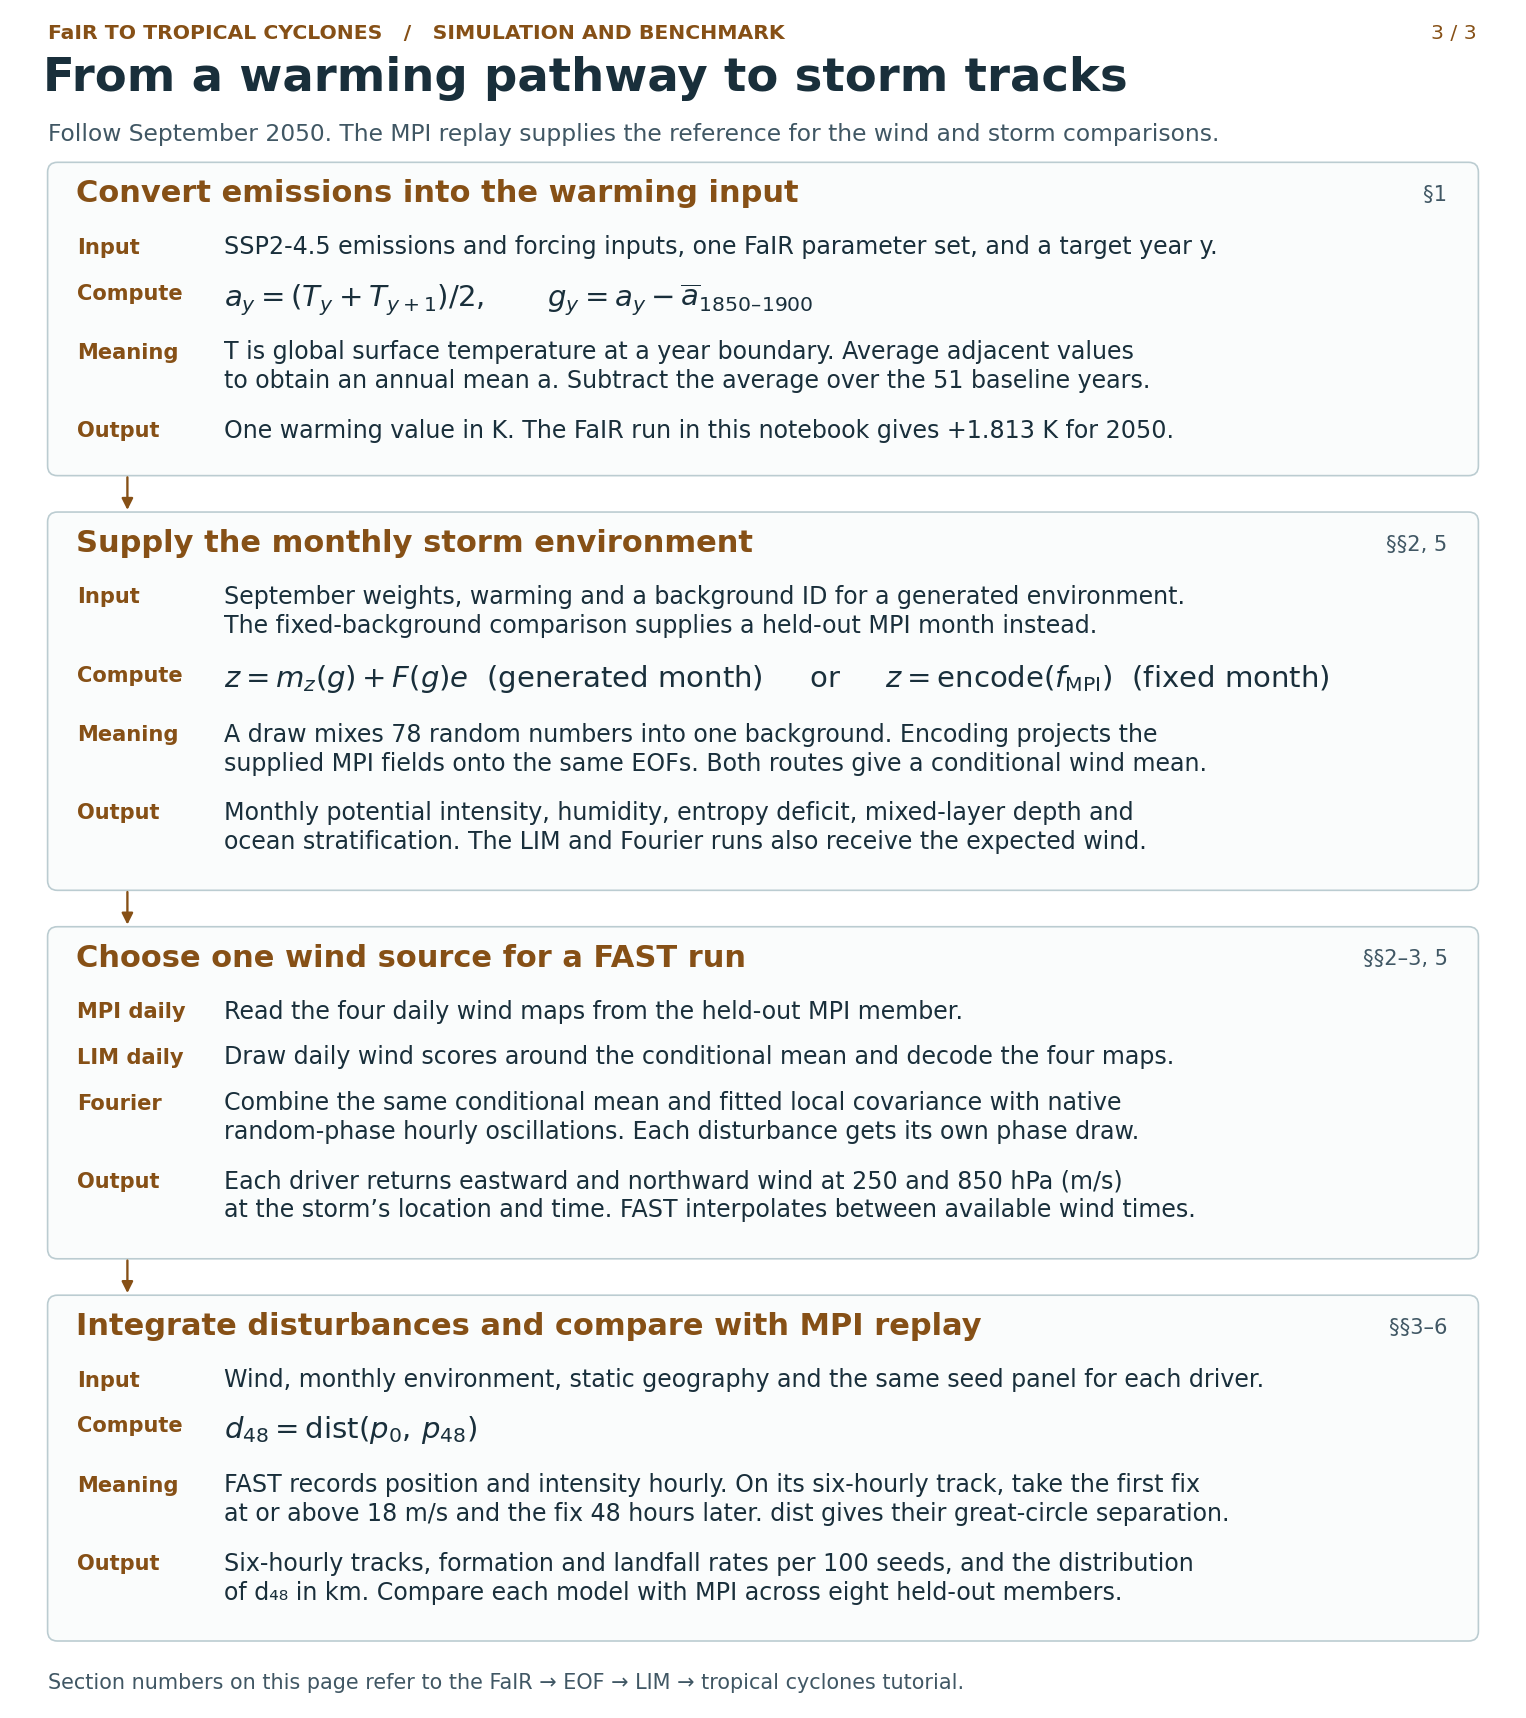 FaIR TO TROPICAL CYCLONES / SIMULATION AND BENCHMARK
3 / 3
From a warming pathway to storm tracks
Follow September 2050. The MPI replay supplies the reference for the wind and storm comparisons.
Convert emissions into the warming input
§1
Input
SSP2-4.5 emissions and forcing inputs, one FaIR parameter set, and a target year y.
Compute
a_y = (T_y + T_{y+1})/2,   g_y = a_y − a̅_{1850–1900}
Meaning
T is global surface temperature at a year boundary. Average adjacent values
to obtain an annual mean a. Subtract the average over the 51 baseline years.
Output
One warming value in K. The FaIR run in this notebook gives +1.813 K for 2050.
Supply the monthly storm environment
§§2, 5
Input
September weights, warming and a background ID for a generated environment.
The fixed-background comparison supplies a held-out MPI month instead.
Compute
z = m_z(g) + F(g)e (generated month)   or   z = encode(f_MPI) (fixed month)
Meaning
A draw mixes 78 random numbers into one background. Encoding projects the
supplied MPI fields onto the same EOFs. Both routes give a conditional wind mean.
Output
Monthly potential intensity, humidity, entropy deficit, mixed-layer depth and
ocean stratification. The LIM and Fourier runs also receive the expected wind.
Choose one wind source for a FAST run
§§2–3, 5
MPI daily
Read the four daily wind maps from the held-out MPI member.
LIM daily
Draw daily wind scores around the conditional mean and decode the four maps.
Fourier
Combine the same conditional mean and fitted local covariance with native
random-phase hourly oscillations. Each disturbance gets its own phase draw.
Output
Each driver returns eastward and northward wind at 250 and 850 hPa (m/s)
at the storm’s location and time. FAST interpolates between available wind times.
Integrate disturbances and compare with MPI replay
§§3–6
Input
Wind, monthly environment, static geography and the same seed panel for each driver.
Compute
d₄₈ = dist(p₀, p₄₈)
Meaning
FAST records position and intensity hourly. On its six-hourly track, take the first fix
at or above 18 m/s and the fix 48 hours later. dist gives their great-circle separation.
Output
Six-hourly tracks, formation and landfall rates per 100 seeds, and the distribution
of d₄₈ in km. Compare each model with MPI across eight held-out members.
Section numbers on this page refer to the FaIR → EOF → LIM → tropical cyclones tutorial.